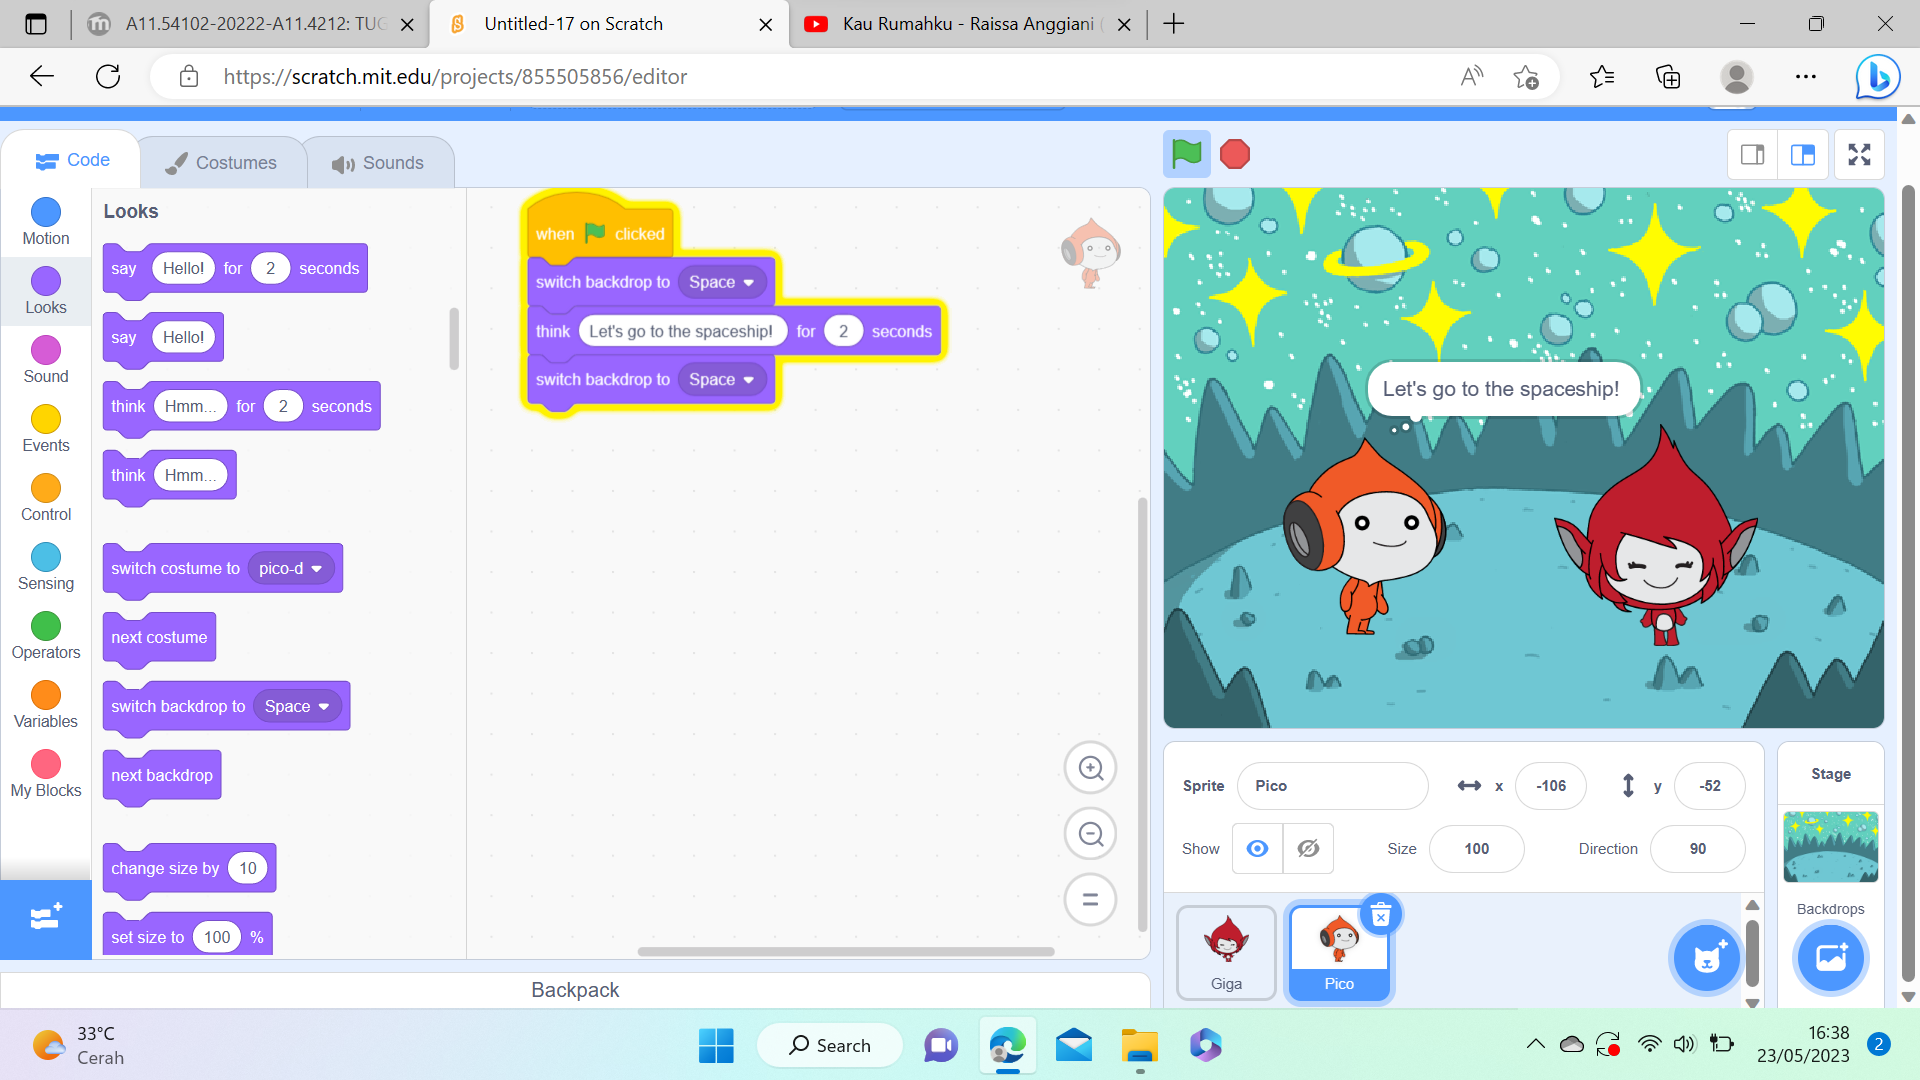 A11.54102-20222-A11.4212: TUG
Untitled-17 on Scratch
Kau Rumahku - Raissa Anggiani (
https://scratch.mit.edu/projects/855505856/editor
Code
Costumes
Sounds
Motion
Looks
Sound
Events
Control
Sensing
Operators
Variables
My Blocks
Looks
say Hello! for 2 seconds
say Hello!
think Hmm... for 2 seconds
think Hmm...
switch costume to pico-d
next costume
switch backdrop to Space
next backdrop
change size by 10
set size to 100 %
when clicked
switch backdrop to Space
think Let's go to the spaceship! for 2 seconds
switch backdrop to Space
Backpack
Let's go to the spaceship!
Sprite Pico x -106 y -52
Show Size 100 Direction 90
Giga
Pico
Stage
Backdrops
33°C
Cerah
Search
16:38
23/05/2023
2